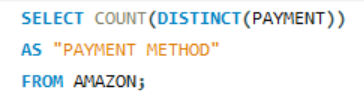 SELECT COUNT(DISTINCT(PAYMENT))
AS "PAYMENT METHOD"
FROM AMAZON;